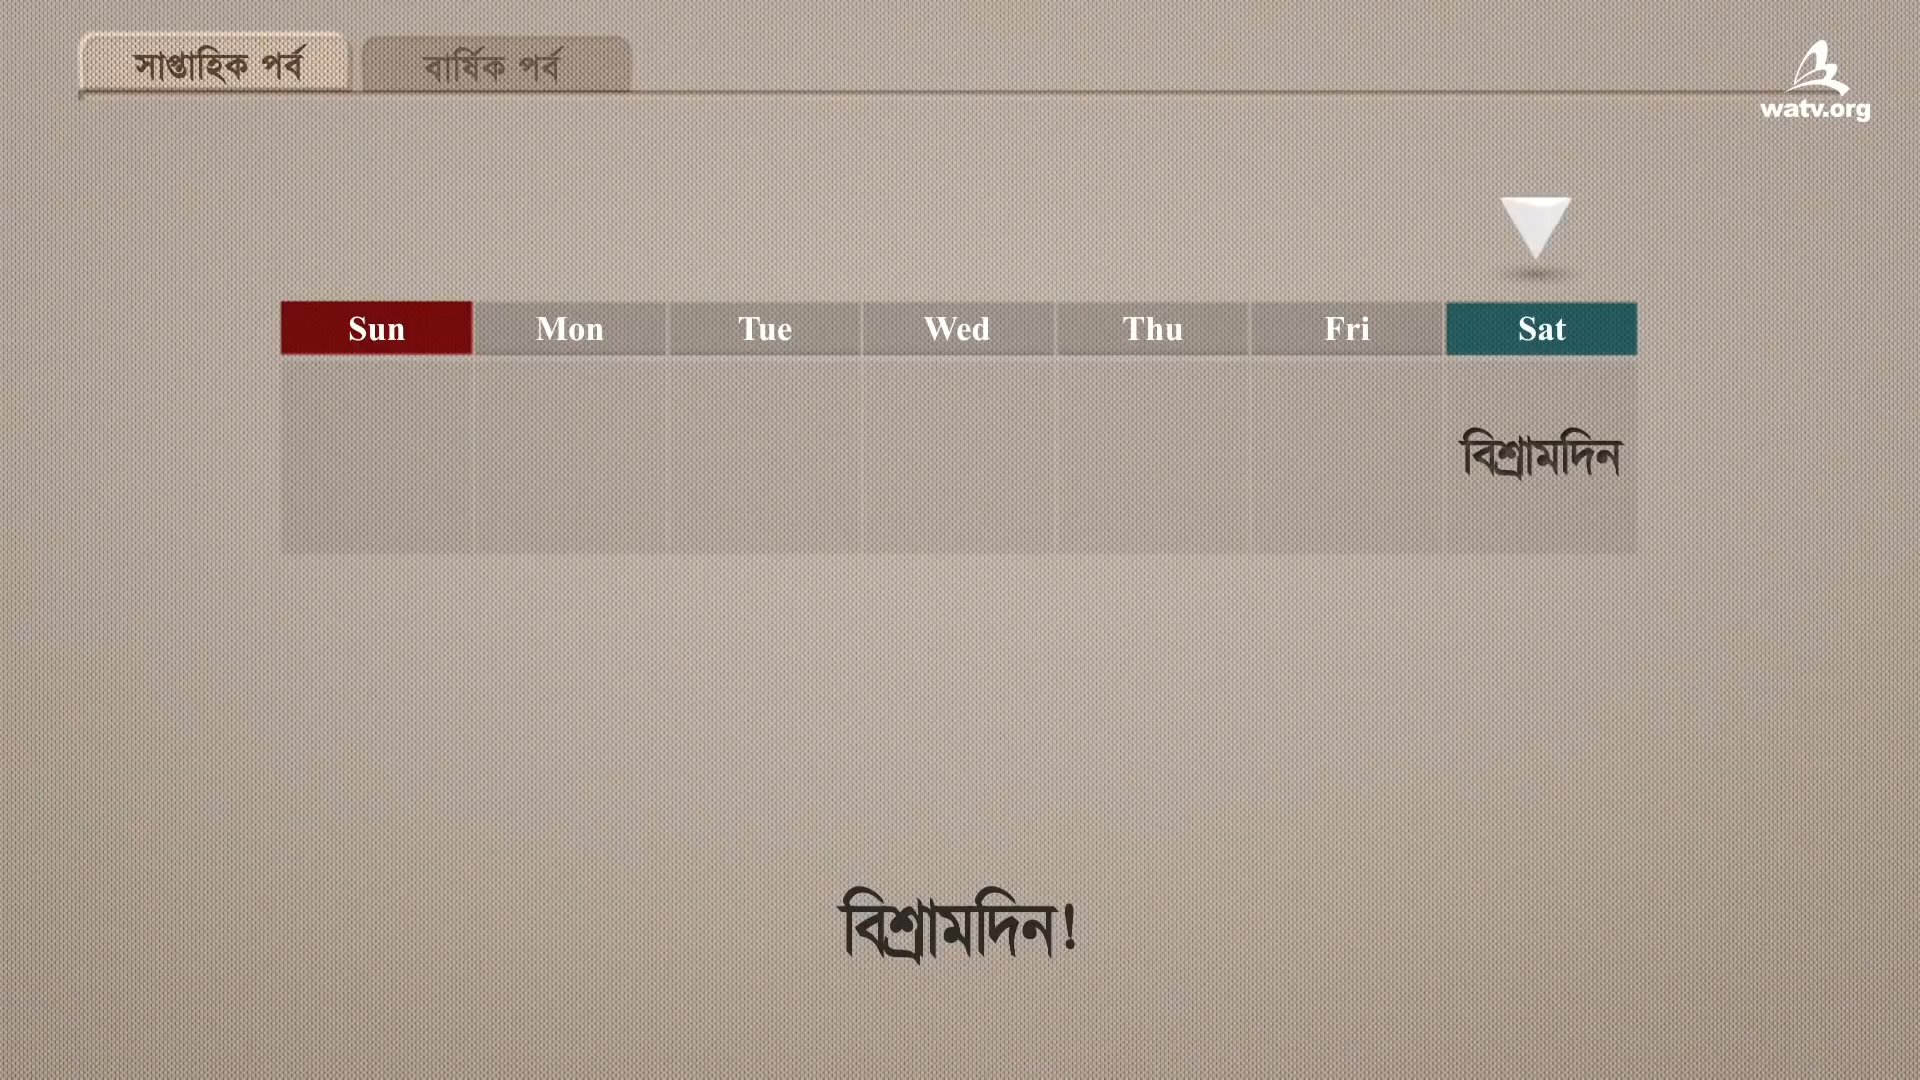 সাপ্তাহিক পর্ব বার্ষিক পর্ব
watv.org
Sun Mon Tue Wed Thu Fri Sat
বিশ্রামদিন
বিশ্রামদিন!